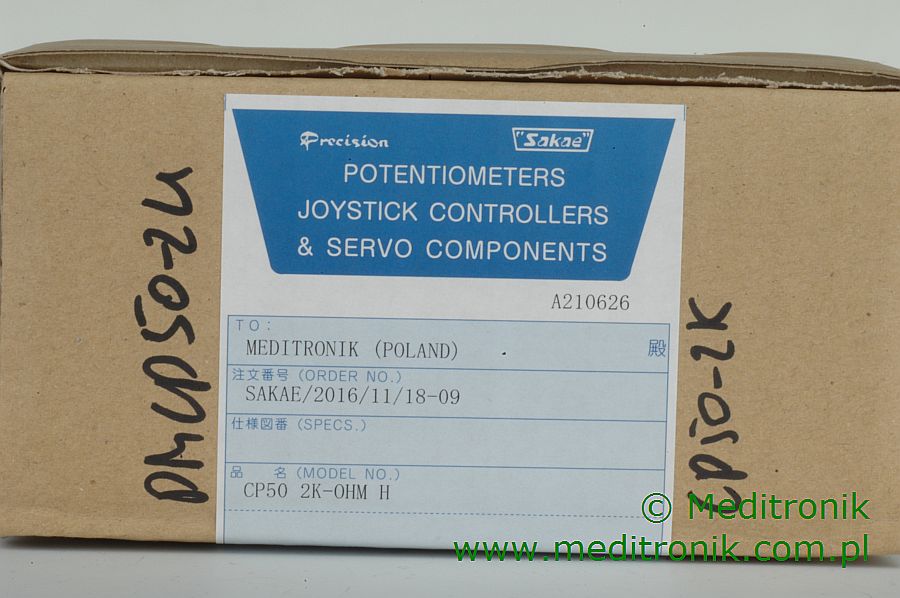 Precision "Sakae"
POTENTIOMETERS
JOYSTICK CONTROLLERS
& SERVO COMPONENTS
A210626
TO:
MEDITRONIK (POLAND) 殿
注文番号 (ORDER NO.)
SAKAE/2016/11/18-09
仕様図番 (SPECS.)
品 名 (MODEL NO.)
CP50 2K-OHM H
CP50-2K
© Meditronik
www.meditronik.com.pl